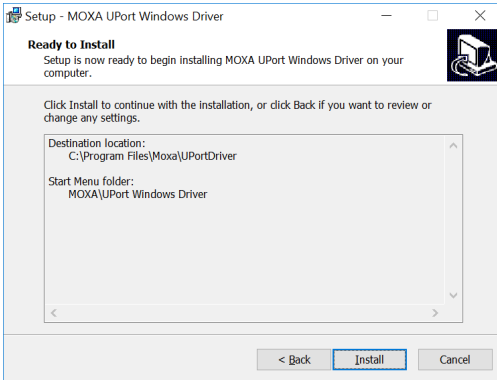 Setup - MOXA UPort Windows Driver
Ready to Install
Setup is now ready to begin installing MOXA UPort Windows Driver on your
computer.
Click Install to continue with the installation, or click Back if you want to review or
change any settings.
Destination location:
C:\Program Files\Moxa\UPortDriver
Start Menu folder:
MOXA\UPort Windows Driver
< Back
Install
Cancel